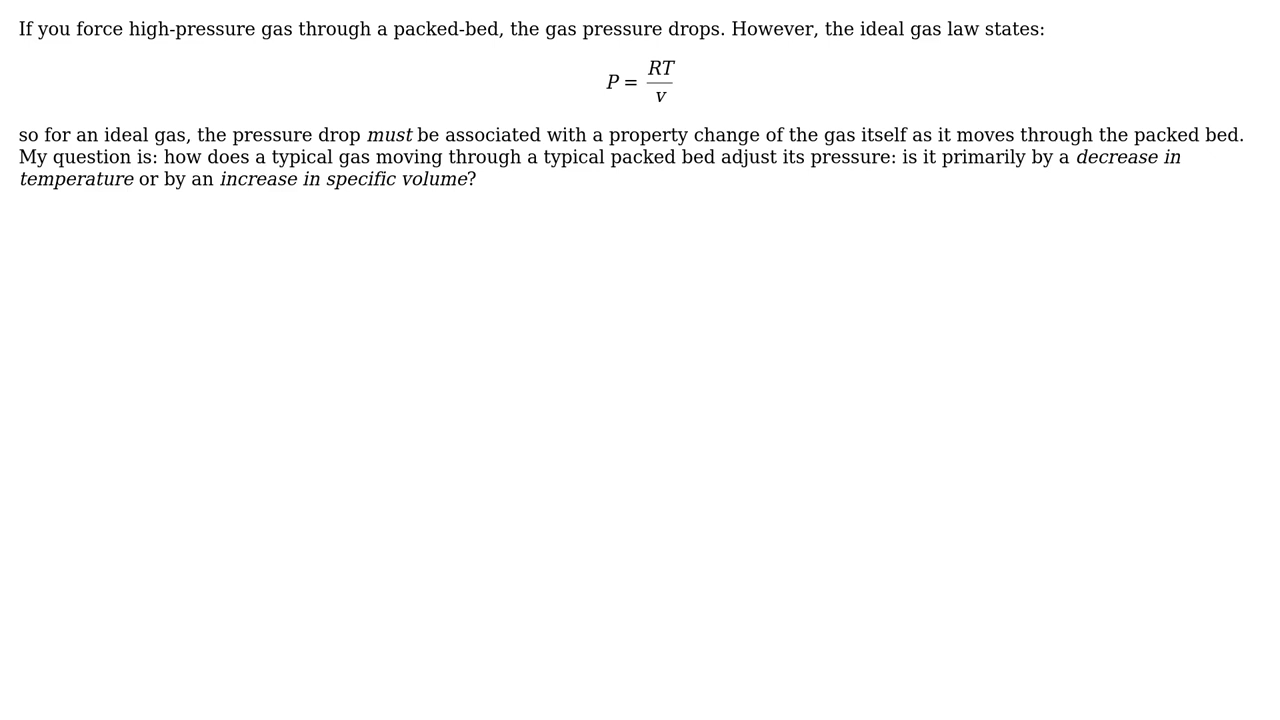 If you force high-pressure gas through a packed-bed, the gas pressure drops. However, the ideal gas law states:
P = RT/v
so for an ideal gas, the pressure drop must be associated with a property change of the gas itself as it moves through the packed bed.
My question is: how does a typical gas moving through a typical packed bed adjust its pressure: is it primarily by a decrease in
temperature or by an increase in specific volume?